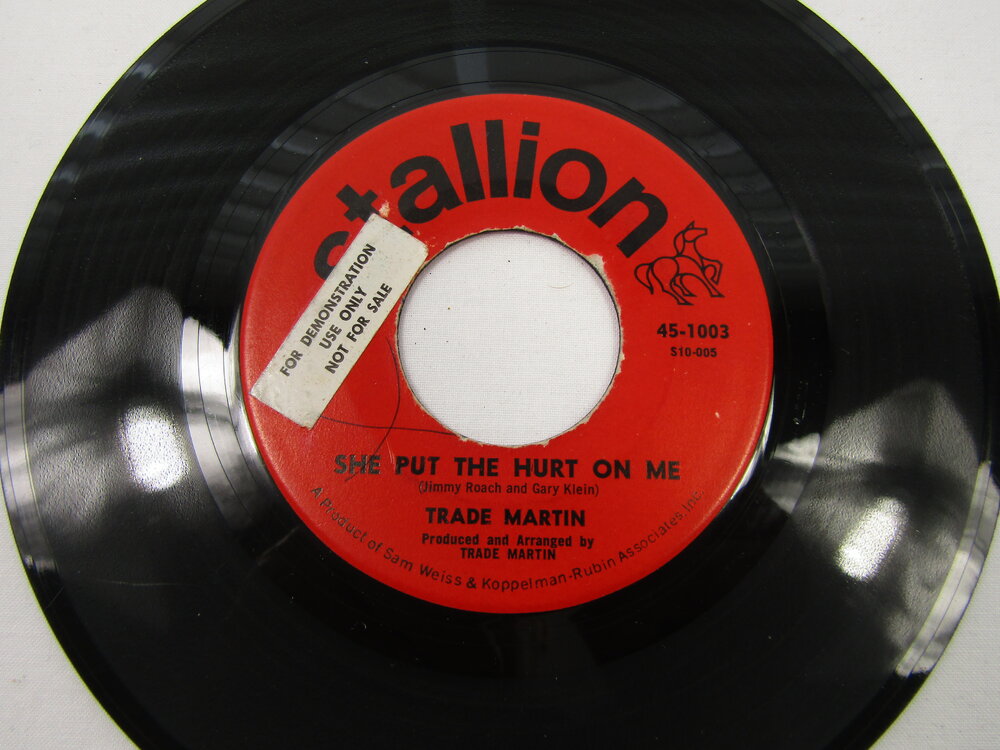 stallion
FOR DEMONSTRATION
USE ONLY
NOT FOR SALE
45-1003
S10-005
SHE PUT THE HURT ON ME
(Jimmy Roach and Gary Klein)
TRADE MARTIN
Produced and Arranged by
TRADE MARTIN
A Product of Sam Weiss & Koppelman-Rubin Associates, Inc.